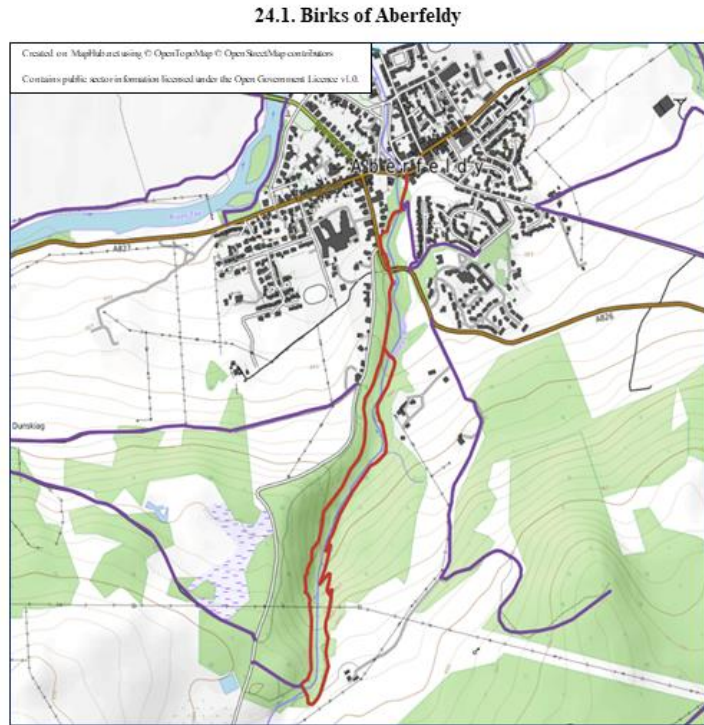 24.1. Birks of Aberfeldy
Created on MapHub.net using © OpenTopoMap © OpenStreetMap contributors
Contains public sector information licensed under the Open Government Licence v1.0.
Aberfeldy
A827
A826
Dunskiag